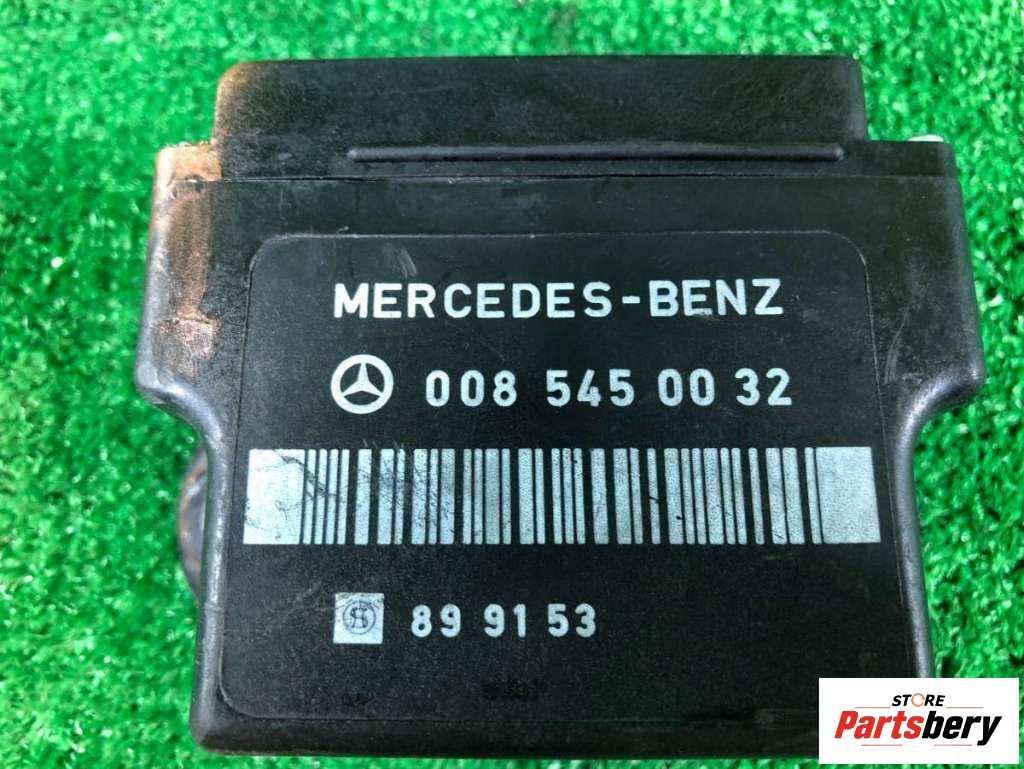 MERCEDES-BENZ
008 545 00 32
89 91 53
STORE
Partsbery